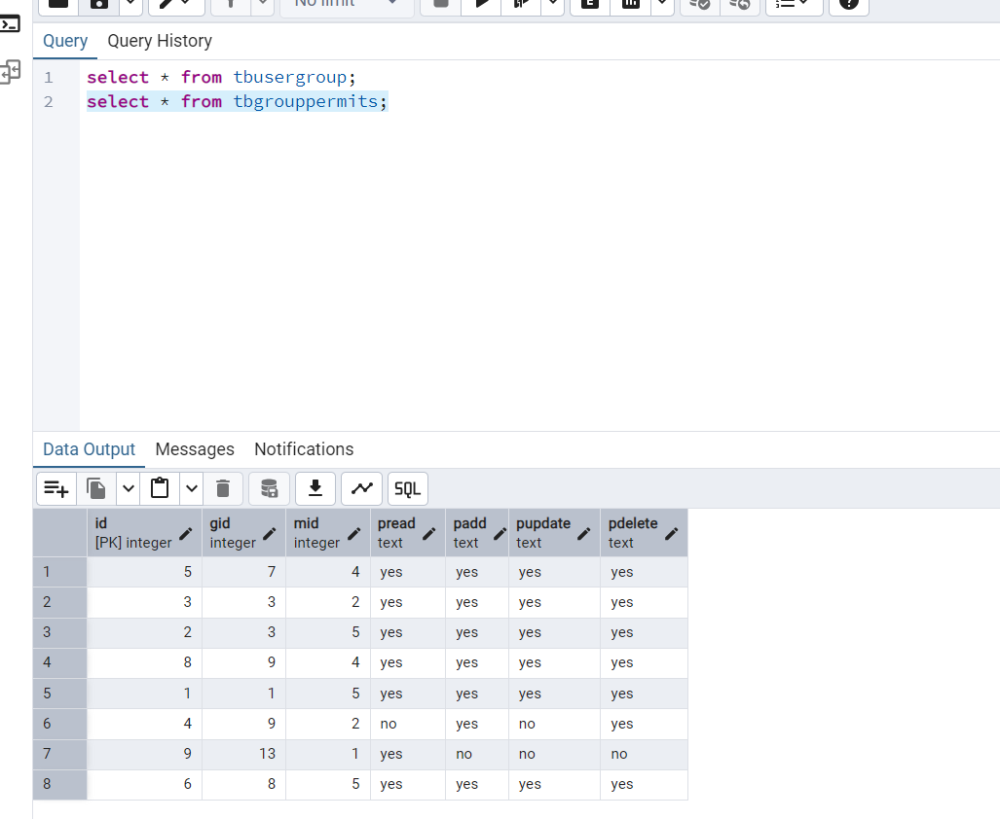 No limit
Query Query History
1 select * from tbusergroup;
2 select * from tbgrouppermits;
Data Output Messages Notifications
SQL
id gid mid pread padd pupdate pdelete
[PK] integer integer integer text text text text
1 5 7 4 yes yes yes yes
2 3 3 2 yes yes yes yes
3 2 3 5 yes yes yes yes
4 8 9 4 yes yes yes yes
5 1 1 5 yes yes yes yes
6 4 9 2 no yes no yes
7 9 13 1 yes no no no
8 6 8 5 yes yes yes yes